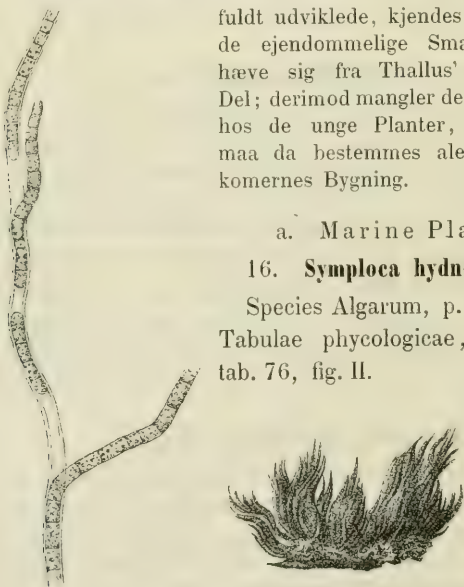 fuldt udviklede, kjendes
de ejendommelige Sma
hæve sig fra Thallus'
Del; derimod mangler de
hos de unge Planter,
maa da bestemmes ale
komernes Bygning.
a. Marine Pla
16. Symploca hydn
Species Algarum, p.
Tabulae phycologicae,
tab. 76, fig. II.